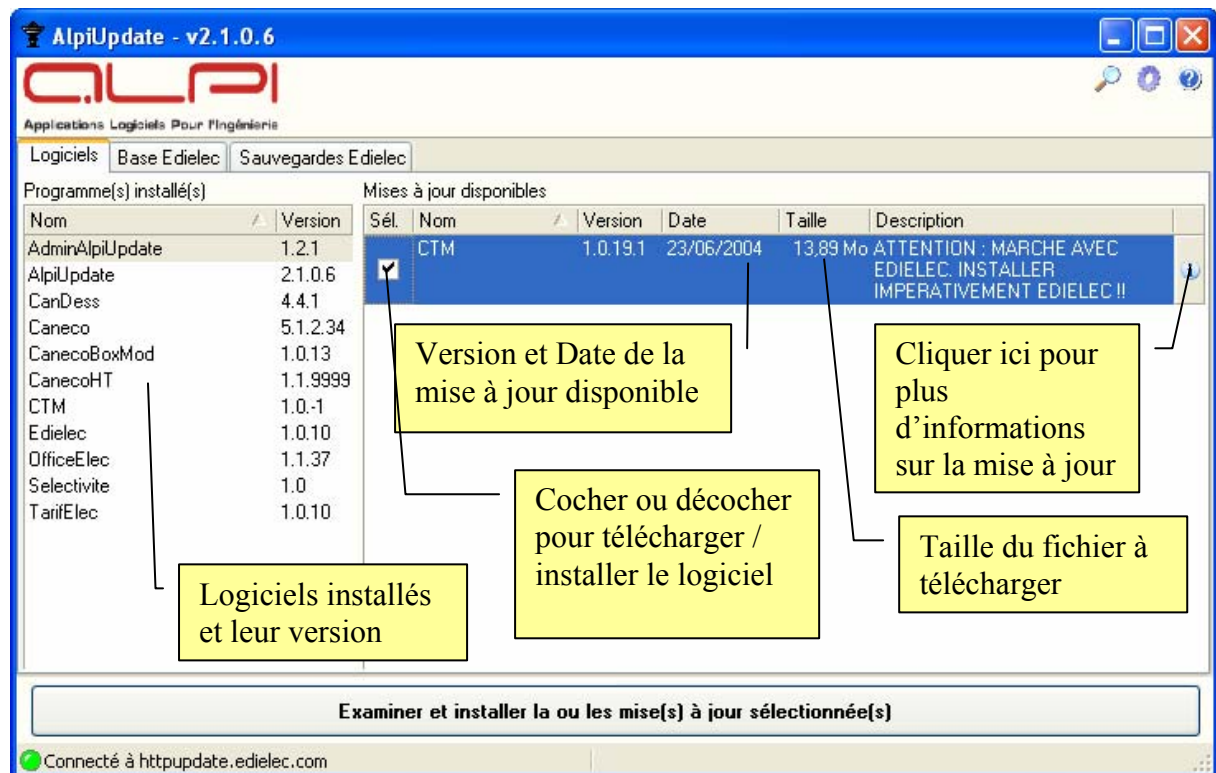 AlpiUpdate - v2.1.0.6
ALPI
Applications Logiciels Pour l'Ingénierie
Logiciels Base Edielec Sauvegardes Edielec
Programme(s) installé(s)
Nom Version
AdminAlpiUpdate 1.2.1
AlpiUpdate 2.1.0.6
CanDess 4.4.1
Caneco 5.1.2.34
CanecoBoxMod 1.0.13
CanecoHT 1.1.9999
CTM 1.0.-1
Edielec 1.0.10
OfficeElec 1.1.37
Selectivite 1.0
TarifElec 1.0.10
Mises à jour disponibles
Sél. Nom Version Date Taille Description
CTM 1.0.19.1 23/06/2004 13,89 Mo ATTENTION : MARCHE AVEC
EDIELEC. INSTALLER
IMPERATIVEMENT EDIELEC !!
Version et Date de la
mise à jour disponible
Cliquer ici pour
plus
d’informations
sur la mise à jour
Cocher ou décocher
pour télécharger /
installer le logiciel
Taille du fichier à
télécharger
Logiciels installés
et leur version
Examiner et installer la ou les mise(s) à jour sélectionnée(s)
Connecté à httpupdate.edielec.com